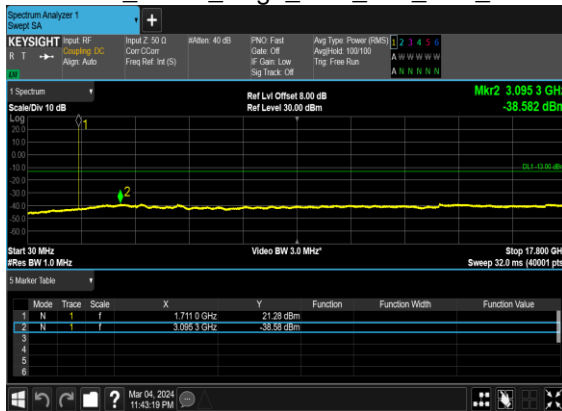 Spectrum Analyzer 1
Swept SA
KEYSIGHT
R T
Input: RF
Coupling: DC
Align: Auto
Input Z: 50 Ω
Corr CCorr
Freq Ref: Int (S)
#Atten: 40 dB
PNO: Fast
Gate: Off
IF Gain: Low
Sig Track: Off
Avg Type: Power (RMS)
Avg|Hold: 100/100
Trig: Free Run
1 2 3 4 5 6
A W W W W W
A N N N N N
1 Spectrum
Scale/Div 10 dB
Ref Lvl Offset 8.00 dB
Ref Level 30.00 dBm
Mkr2 3.095 3 GHz
-38.582 dBm
Log
20.0
10.0
0.00
-10.0
-20.0
-30.0
-40.0
-50.0
-60.0
1
2
DL1 -13.00 dBm
Start 30 MHz
#Res BW 1.0 MHz
Video BW 3.0 MHz*
Stop 17.800 GH
Sweep 32.0 ms (40001 pts
5 Marker Table
Mode Trace Scale X Y Function Function Width Function Value
1 N 1 f 1.711 0 GHz 21.28 dBm
2 N 1 f 3.095 3 GHz -38.58 dBm
3
4
5
6
?
Mar 04, 2024
11:43:19 PM